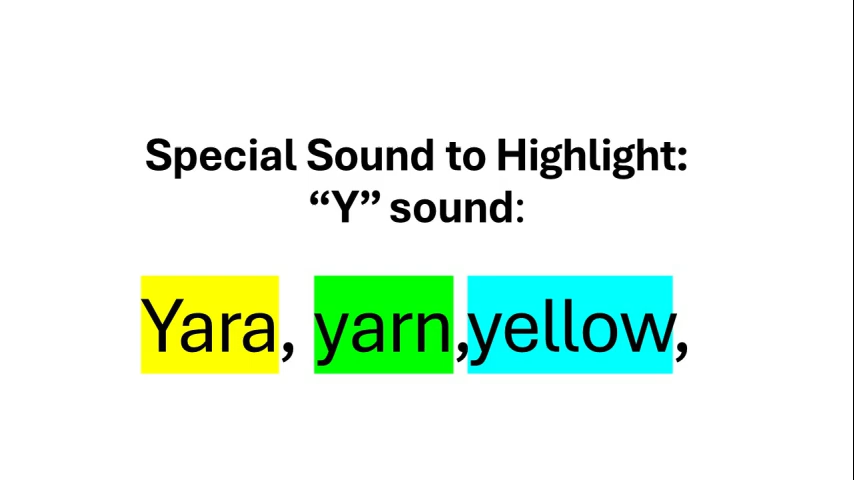 Special Sound to Highlight:
“Y” sound:
Yara, yarn,yellow,